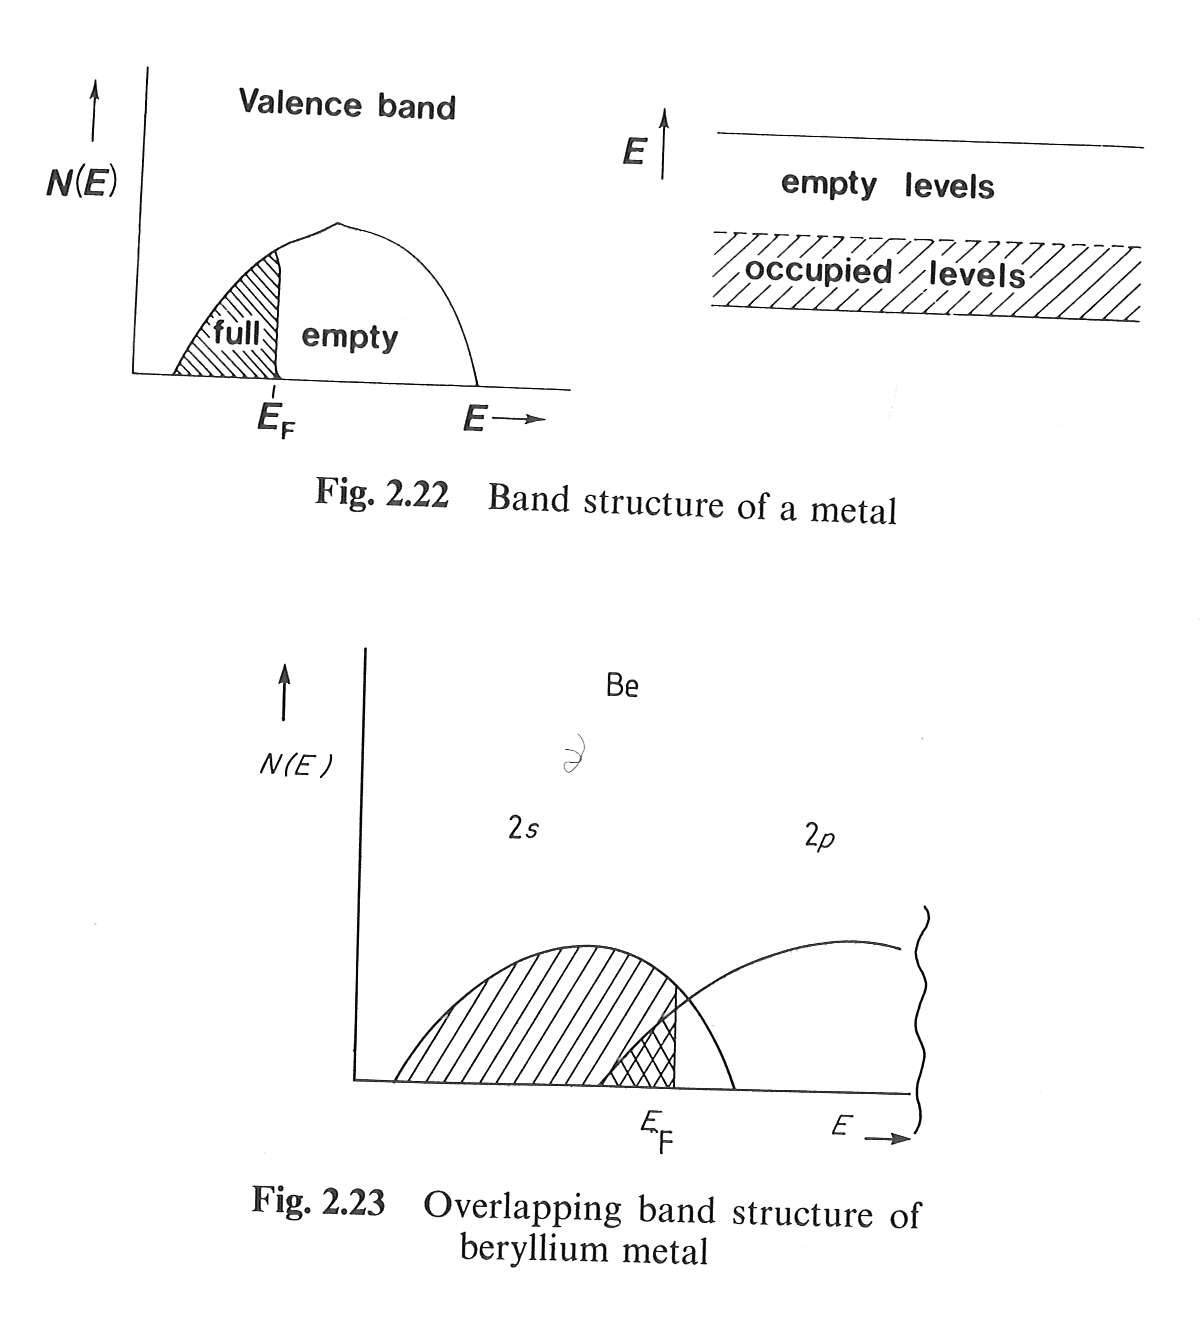 Valence band
N(E)
full empty
E_F
E
E
empty levels
occupied levels
Fig. 2.22 Band structure of a metal
Be
N(E)
2s
2p
E_F
E
Fig. 2.23 Overlapping band structure of
beryllium metal